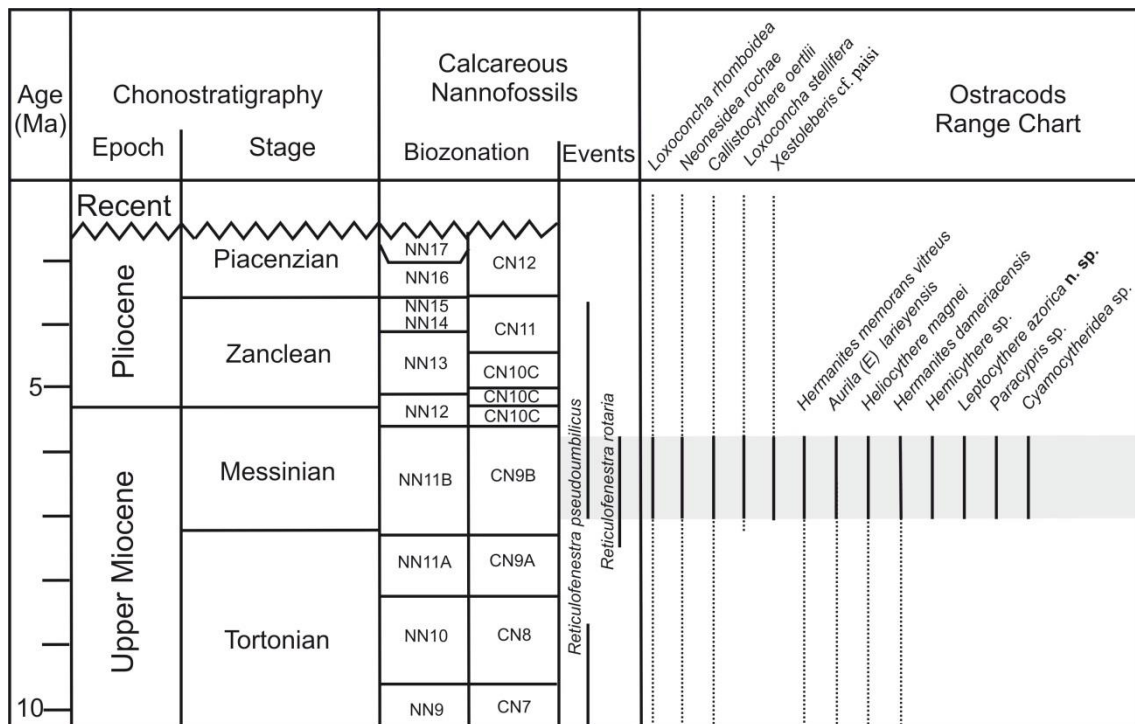 Age
(Ma)
Chonostratigraphy
Epoch
Stage
Calcareous
Nannofossils
Biozonation
Events
Loxoconcha rhomboidea
Neonesidea rochae
Callistocythere oertlii
Loxoconcha stellifera
Xestoleberis cf. paisi
Ostracods
Range Chart
Recent
Pliocene
Upper Miocene
5
10
Piacenzian
Zanclean
Messinian
Tortonian
NN17
NN16
NN15
NN14
NN13
NN12
NN11B
NN11A
NN10
NN9
CN12
CN11
CN10C
CN10C
CN10C
CN9B
CN9A
CN8
CN7
Reticulofenestra pseudoumbilicus
Reticulofenestra rotaria
Hermanites memorans vitreus
Aurila (E) larieyensis
Heliocythere magnei
Hermanites dameriacensis
Hemicythere sp.
Leptocythere azorica n. sp.
Paracypris sp.
Cyamocytheridea sp.